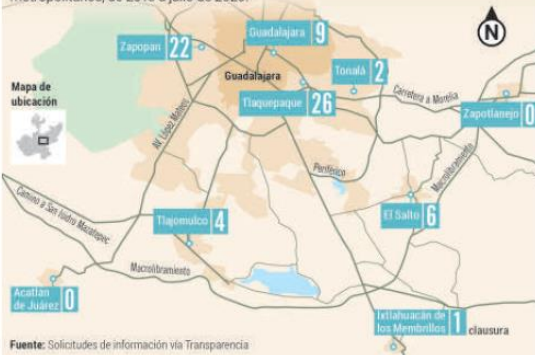 Zapopan 22
Guadalajara 9
N
Guadalajara
Tonalá 2
Tlaquepaque 26
Carretera a Morelia
Zapotlanejo 0
Mapa de
ubicación
Av. López Mateos
Periférico
Macrolibramiento
Camino a San Isidro Mazatepec
Tlajomulco 4
El Salto 6
Macrolibramiento
Acatlán
de Juárez 0
Ixtlahuacán de
los Membrillos 1 clausura
Fuente: Solicitudes de información vía Transparencia